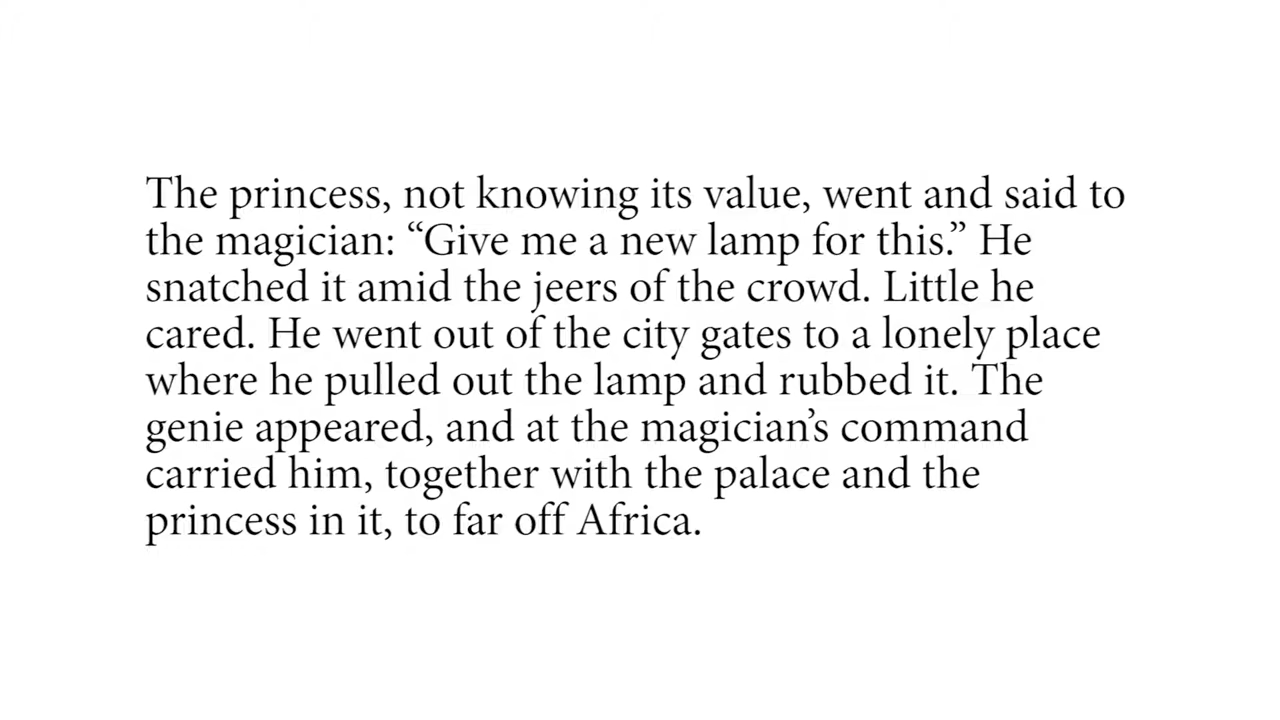 The princess, not knowing its value, went and said to
the magician: “Give me a new lamp for this.” He
snatched it amid the jeers of the crowd. Little he
cared. He went out of the city gates to a lonely place
where he pulled out the lamp and rubbed it. The
genie appeared, and at the magician’s command
carried him, together with the palace and the
princess in it, to far off Africa.